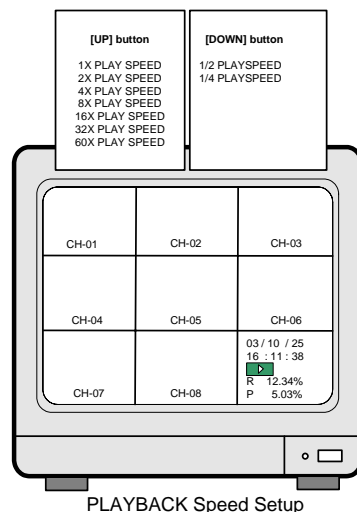 [UP] button
1X PLAY SPEED
2X PLAY SPEED
4X PLAY SPEED
8X PLAY SPEED
16X PLAY SPEED
32X PLAY SPEED
60X PLAY SPEED
[DOWN] button
1/2 PLAYSPEED
1/4 PLAYSPEED
CH-01
CH-02
CH-03
CH-04
CH-05
CH-06
CH-07
CH-08
03 / 10 / 25
16 : 11 : 38
R 12.34%
P 5.03%
PLAYBACK Speed Setup